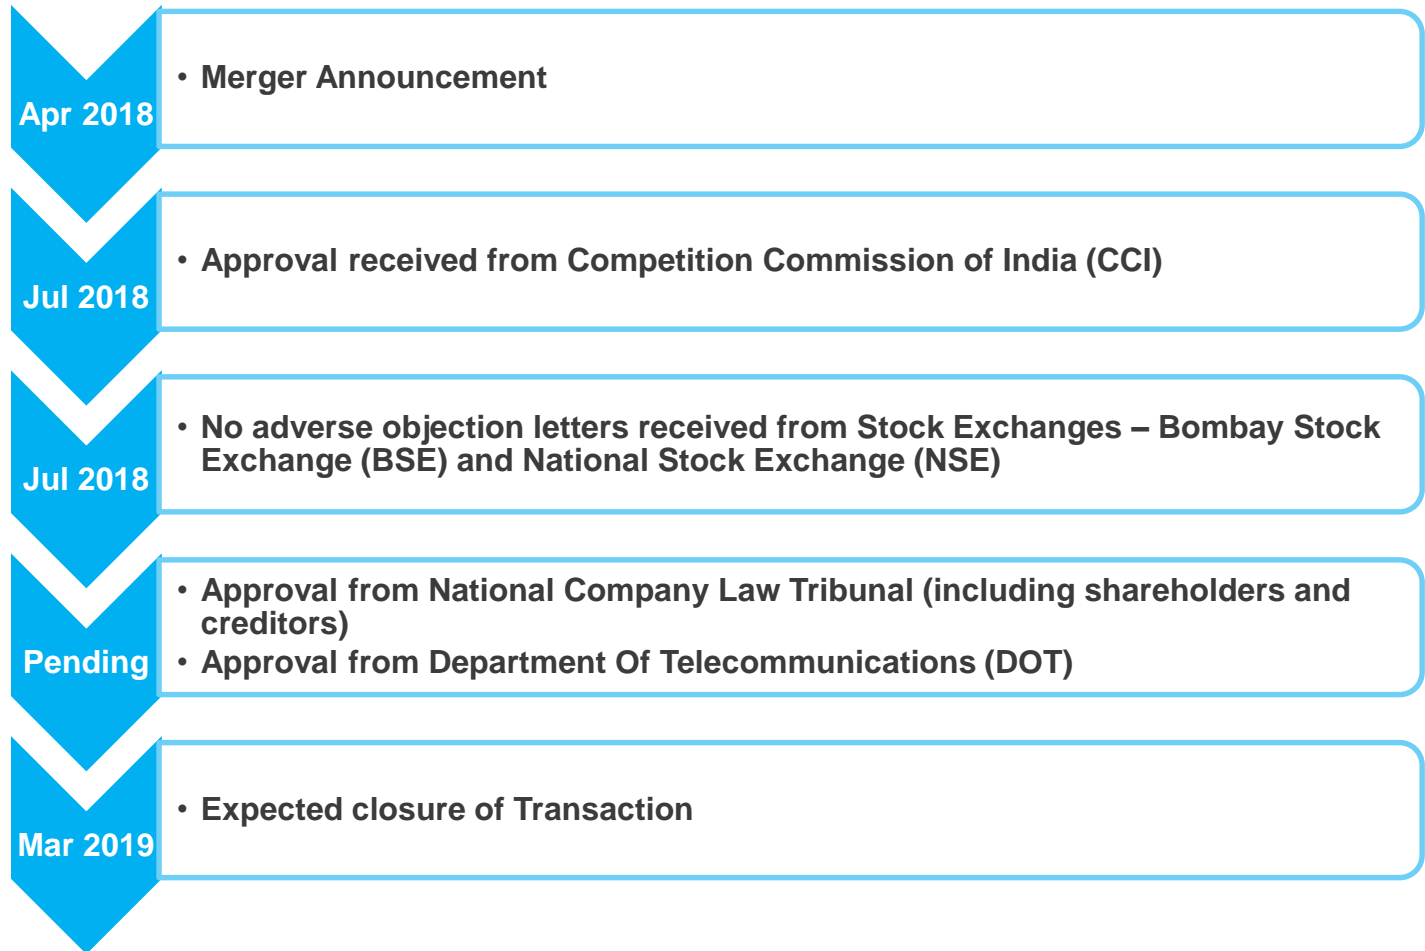 Apr 2018
• Merger Announcement
Jul 2018
• Approval received from Competition Commission of India (CCI)
Jul 2018
• No adverse objection letters received from Stock Exchanges – Bombay Stock
Exchange (BSE) and National Stock Exchange (NSE)
Pending
• Approval from National Company Law Tribunal (including shareholders and
creditors)
• Approval from Department Of Telecommunications (DOT)
Mar 2019
• Expected closure of Transaction